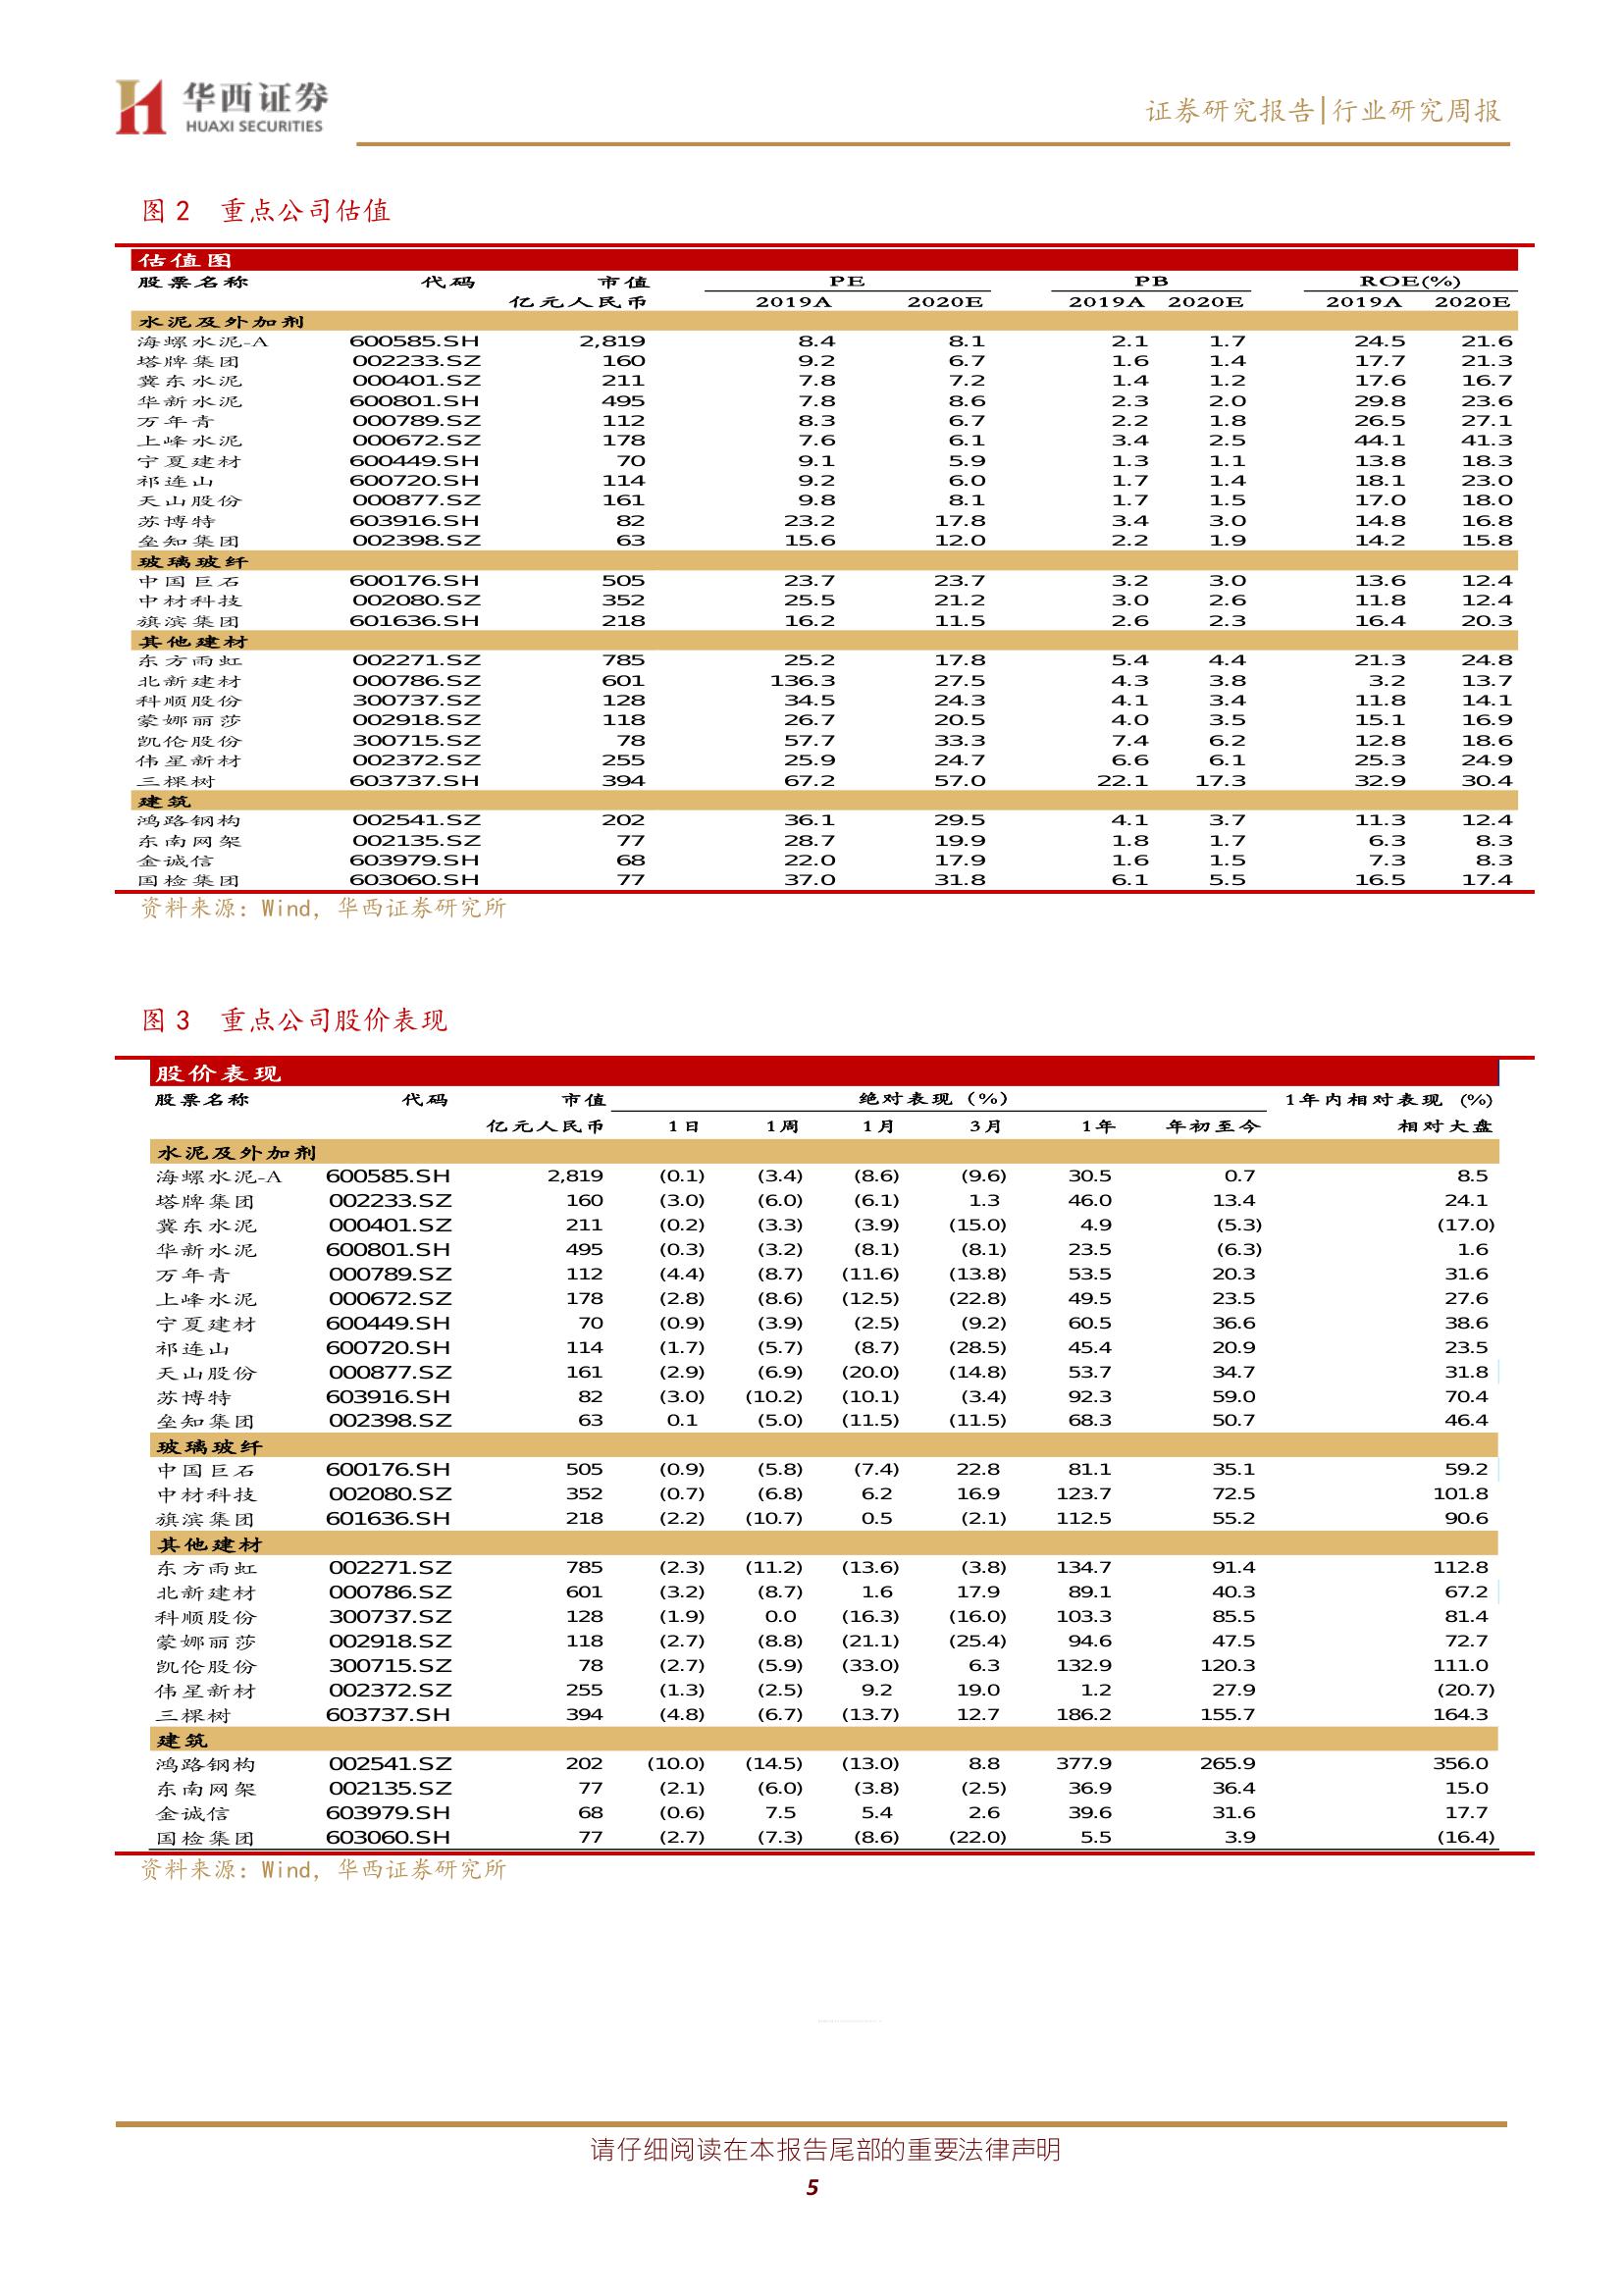 华西证券
HUAXI SECURITIES
证券研究报告|行业研究周报
图 2 重点公司估值
估值图
股票名称 代码 市值 PE PB ROE(%)
亿元人民币 2019A 2020E 2019A 2020E 2019A 2020E
水泥及外加剂
海螺水泥-A 600585.SH 2,819 8.4 8.1 2.1 1.7 24.5 21.6
塔牌集团 002233.SZ 160 9.2 6.7 1.6 1.4 17.7 21.3
冀东水泥 000401.SZ 211 7.8 7.2 1.4 1.2 17.6 16.7
华新水泥 600801.SH 495 7.8 8.6 2.3 2.0 29.8 23.6
万年青 000789.SZ 112 8.3 6.7 2.2 1.8 26.5 27.1
上峰水泥 000672.SZ 178 7.6 6.1 3.4 2.5 44.1 41.3
宁夏建材 600449.SH 70 9.1 5.9 1.3 1.1 13.8 18.3
祁连山 600720.SH 114 9.2 6.0 1.7 1.4 18.1 23.0
天山股份 000877.SZ 161 9.8 8.1 1.7 1.5 17.0 18.0
苏博特 603916.SH 82 23.2 17.8 3.4 3.0 14.8 16.8
垒知集团 002398.SZ 63 15.6 12.0 2.2 1.9 14.2 15.8
玻璃玻纤
中国巨石 600176.SH 505 23.7 23.7 3.2 3.0 13.6 12.4
中材科技 002080.SZ 352 25.5 21.2 3.0 2.6 11.8 12.4
旗滨集团 601636.SH 218 16.2 11.5 2.6 2.3 16.4 20.3
其他建材
东方雨虹 002271.SZ 785 25.2 17.8 5.4 4.4 21.3 24.8
北新建材 000786.SZ 601 136.3 27.5 4.3 3.8 3.2 13.7
科顺股份 300737.SZ 128 34.5 24.3 4.1 3.4 11.8 14.1
蒙娜丽莎 002918.SZ 118 26.7 20.5 4.0 3.5 15.1 16.9
凯伦股份 300715.SZ 78 57.7 33.3 7.4 6.2 12.8 18.6
伟星新材 002372.SZ 255 25.9 24.7 6.6 6.1 25.3 24.9
三棵树 603737.SH 394 67.2 57.0 22.1 17.3 32.9 30.4
建筑
鸿路钢构 002541.SZ 202 36.1 29.5 4.1 3.7 11.3 12.4
东南网架 002135.SZ 77 28.7 19.9 1.8 1.7 6.3 8.3
金诚信 603979.SH 68 22.0 17.9 1.6 1.5 7.3 8.3
国检集团 603060.SH 77 37.0 31.8 6.1 5.5 16.5 17.4
资料来源：Wind，华西证券研究所
图 3 重点公司股价表现
股价表现
股票名称 代码 市值 绝对表现 (%) 1年内相对表现 (%)
亿元人民币 1日 1周 1月 3月 1年 年初至今 相对大盘
水泥及外加剂
海螺水泥-A 600585.SH 2,819 (0.1) (3.4) (8.6) (9.6) 30.5 0.7 8.5
塔牌集团 002233.SZ 160 (3.0) (6.0) (6.1) 1.3 46.0 13.4 24.1
冀东水泥 000401.SZ 211 (0.2) (3.3) (3.9) (15.0) 4.9 (5.3) (17.0)
华新水泥 600801.SH 495 (0.3) (3.2) (8.1) (8.1) 23.5 (6.3) 1.6
万年青 000789.SZ 112 (4.4) (8.7) (11.6) (13.8) 53.5 20.3 31.6
上峰水泥 000672.SZ 178 (2.8) (8.6) (12.5) (22.8) 49.5 23.5 27.6
宁夏建材 600449.SH 70 (0.9) (3.9) (2.5) (9.2) 60.5 36.6 38.6
祁连山 600720.SH 114 (1.7) (5.7) (8.7) (28.5) 45.4 20.9 23.5
天山股份 000877.SZ 161 (2.9) (6.9) (20.0) (14.8) 53.7 34.7 31.8
苏博特 603916.SH 82 (3.0) (10.2) (10.1) (3.4) 92.3 59.0 70.4
垒知集团 002398.SZ 63 0.1 (5.0) (11.5) (11.5) 68.3 50.7 46.4
玻璃玻纤
中国巨石 600176.SH 505 (0.9) (5.8) (7.4) 22.8 81.1 35.1 59.2
中材科技 002080.SZ 352 (0.7) (6.8) 6.2 16.9 123.7 72.5 101.8
旗滨集团 601636.SH 218 (2.2) (10.7) 0.5 (2.1) 112.5 55.2 90.6
其他建材
东方雨虹 002271.SZ 785 (2.3) (11.2) (13.6) (3.8) 134.7 91.4 112.8
北新建材 000786.SZ 601 (3.2) (8.7) 1.6 17.9 89.1 40.3 67.2
科顺股份 300737.SZ 128 (1.9) 0.0 (16.3) (16.0) 103.3 85.5 81.4
蒙娜丽莎 002918.SZ 118 (2.7) (8.8) (21.1) (25.4) 94.6 47.5 72.7
凯伦股份 300715.SZ 78 (2.7) (5.9) (33.0) 6.3 132.9 120.3 111.0
伟星新材 002372.SZ 255 (1.3) (2.5) 9.2 19.0 1.2 27.9 (20.7)
三棵树 603737.SH 394 (4.8) (6.7) (13.7) 12.7 186.2 155.7 164.3
建筑
鸿路钢构 002541.SZ 202 (10.0) (14.5) (13.0) 8.8 377.9 265.9 356.0
东南网架 002135.SZ 77 (2.1) (6.0) (3.8) (2.5) 36.9 36.4 15.0
金诚信 603979.SH 68 (0.6) 7.5 5.4 2.6 39.6 31.6 17.7
国检集团 603060.SH 77 (2.7) (7.3) (8.6) (22.0) 5.5 3.9 (16.4)
资料来源：Wind，华西证券研究所
请仔细阅读在本报告尾部的重要法律声明
5